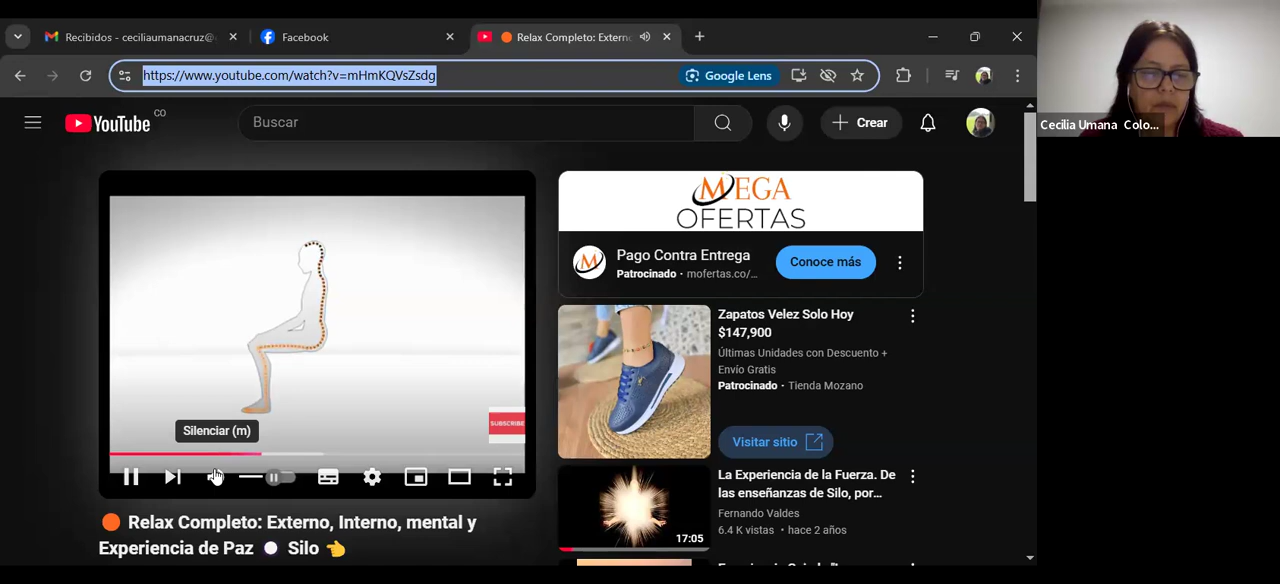 Recibidos - ceciliaumanacruz@
Facebook
Relax Completo: Extern
https://www.youtube.com/watch?v=mHmKQVsZsdg
Google Lens
Cecilia Umana Colo...
YouTube CO
Buscar
Crear
MEGA
OFERTAS
Pago Contra Entrega
Patrocinado · mofertas.co/...
Conoce más
Zapatos Velez Solo Hoy
$147,900
Últimas Unidades con Descuento +
Envío Gratis
Patrocinado · Tienda Mozano
Visitar sitio
SUBSCRIBE
Silenciar (m)
La Experiencia de la Fuerza. De
las enseñanzas de Silo, por...
Fernando Valdes
6.4 K vistas · hace 2 años
17:05
Relax Completo: Externo, Interno, mental y
Experiencia de Paz Silo